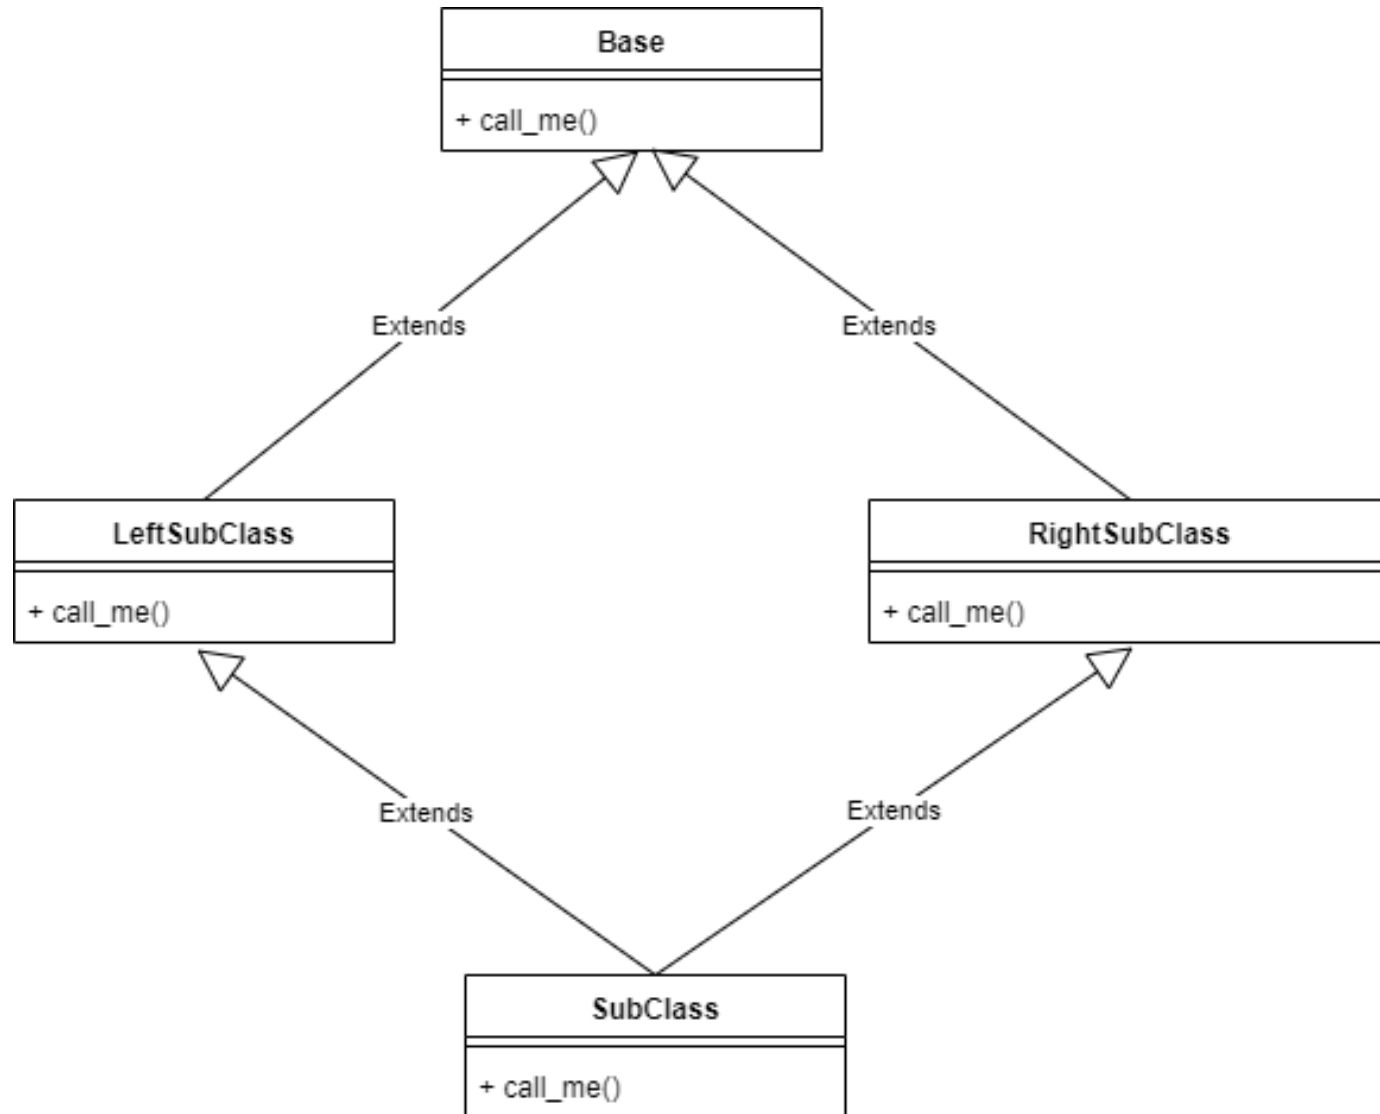 Base
+ call_me()
Extends
Extends
LeftSubClass
+ call_me()
RightSubClass
+ call_me()
Extends
Extends
SubClass
+ call_me()